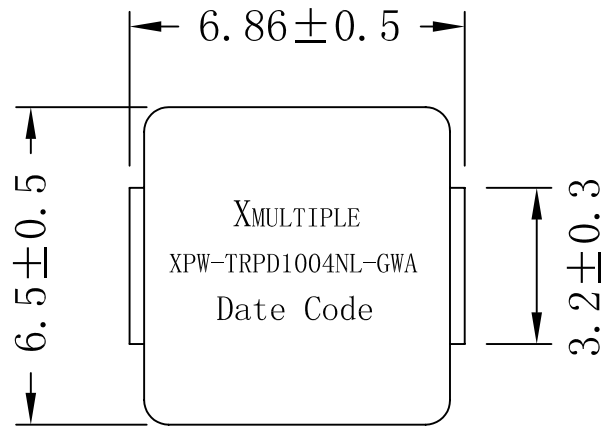 6.86±0.5
6.5±0.5
XMULTIPLE
XPW-TRPD1004NL-GWA
Date Code
3.2±0.3